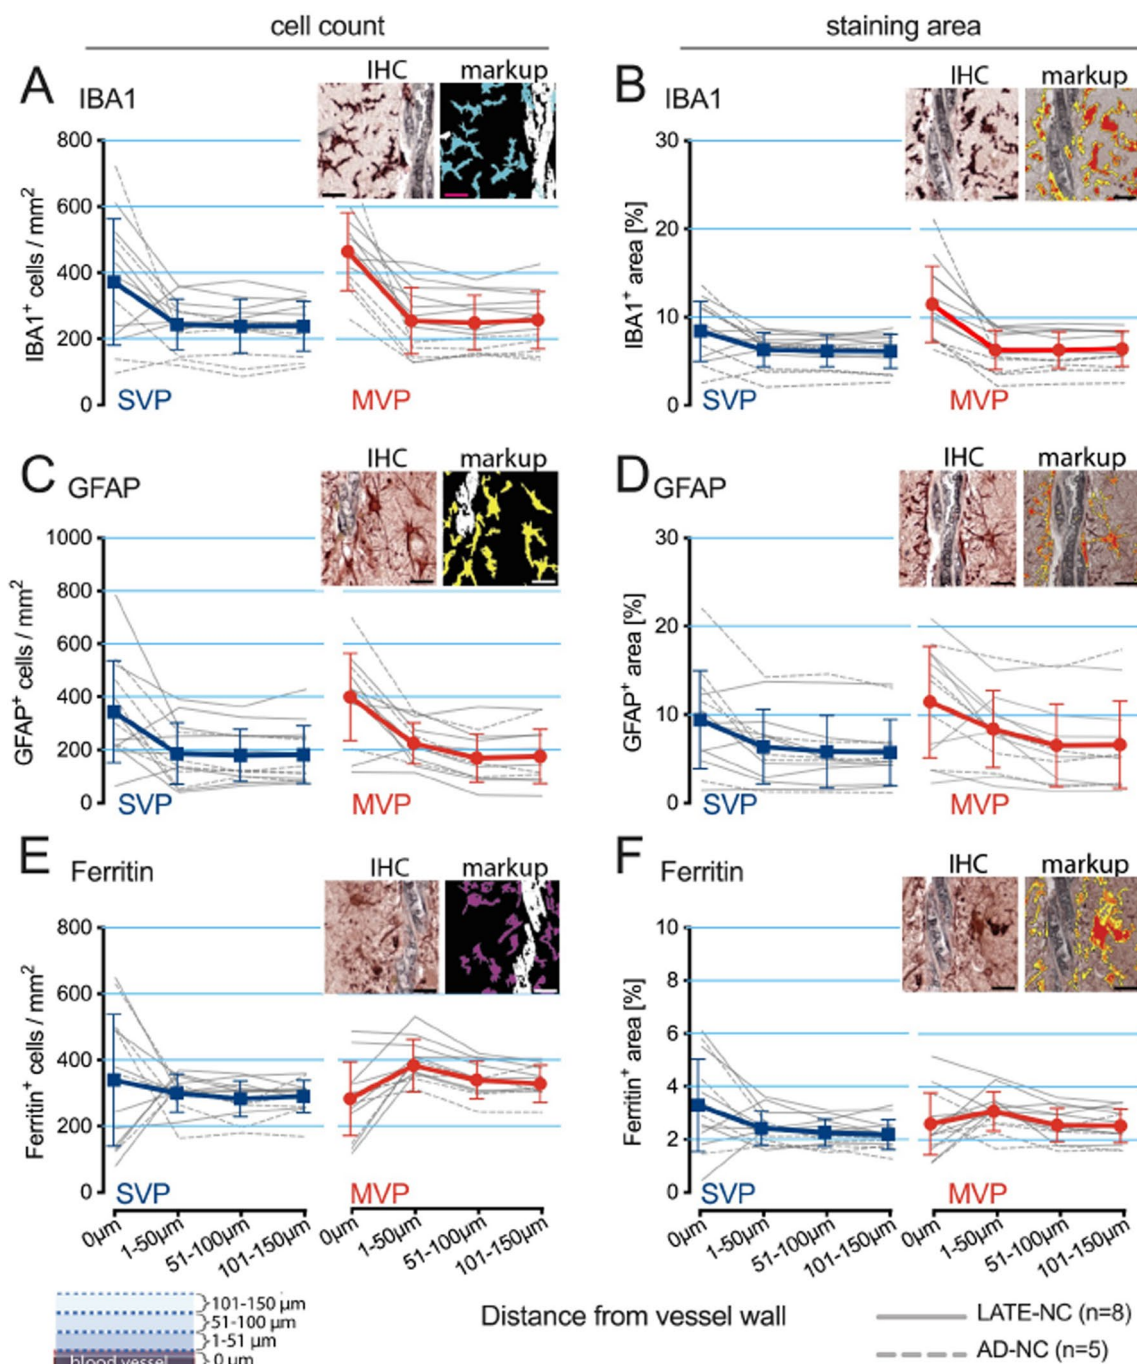 cell count
staining area
A IBA1
IHC markup
800
600
400
200
0
IBA1+ cells / mm²
SVP MVP
B IBA1
IHC markup
30
20
10
0
IBA1+ area [%]
SVP MVP
C GFAP
IHC markup
1000
800
600
400
200
0
GFAP+ cells / mm²
SVP MVP
D GFAP
IHC markup
30
20
10
0
GFAP+ area [%]
SVP MVP
E Ferritin
IHC markup
800
600
400
200
0
Ferritin+ cells / mm²
SVP MVP
0µm 1-50µm 51-100µm 101-150µm 0µm 1-50µm 51-100µm 101-150µm
F Ferritin
IHC markup
10
8
6
4
2
0
Ferritin+ area [%]
SVP MVP
0µm 1-50µm 51-100µm 101-150µm 0µm 1-50µm 51-100µm 101-150µm
101-150 µm
51-100 µm
1-51 µm
0 µm
blood vessel
Distance from vessel wall
LATE-NC (n=8)
AD-NC (n=5)